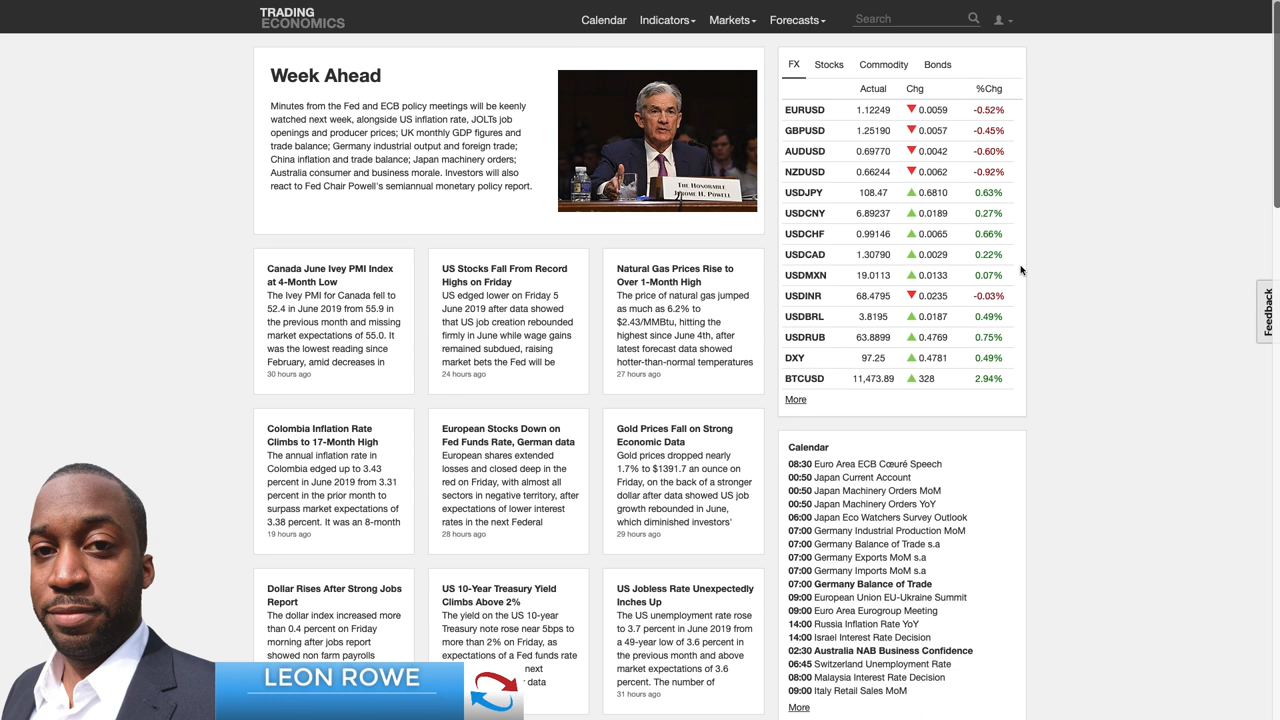 TRADING
ECONOMICS
Calendar
Indicators
Markets
Forecasts
Search
Week Ahead
Minutes from the Fed and ECB policy meetings will be keenly
watched next week, alongside US inflation rate, JOLTs job
openings and producer prices; UK monthly GDP figures and
trade balance; Germany industrial output and foreign trade;
China inflation and trade balance; Japan machinery orders;
Australia consumer and business morale. Investors will also
react to Fed Chair Powell's semiannual monetary policy report.
THE HONORABLE
JEROME H. POWELL
Canada June Ivey PMI Index
at 4-Month Low
The Ivey PMI for Canada fell to
52.4 in June 2019 from 55.9 in
the previous month and missing
market expectations of 55.0. It
was the lowest reading since
February, amid decreases in
30 hours ago
US Stocks Fall From Record
Highs on Friday
US edged lower on Friday 5
June 2019 after data showed
that US job creation rebounded
firmly in June while wage gains
remained subdued, raising
market bets the Fed will be
24 hours ago
Natural Gas Prices Rise to
Over 1-Month High
The price of natural gas jumped
as much as 6.2% to
$2.43/MMBtu, hitting the
highest since June 4th, after
latest forecast data showed
hotter-than-normal temperatures
27 hours ago
Colombia Inflation Rate
Climbs to 17-Month High
The annual inflation rate in
Colombia edged up to 3.43
percent in June 2019 from 3.31
percent in the prior month to
surpass market expectations of
3.38 percent. It was an 8-month
19 hours ago
European Stocks Down on
Fed Funds Rate, German data
European shares extended
losses and closed deep in the
red on Friday, with almost all
sectors in negative territory, after
expectations of lower interest
rates in the next Federal
28 hours ago
Gold Prices Fall on Strong
Economic Data
Gold prices dropped nearly
1.7% to $1391.7 an ounce on
Friday, on the back of a stronger
dollar after data showed US job
growth rebounded in June,
which diminished investors'
29 hours ago
Dollar Rises After Strong Jobs
Report
The dollar index increased more
than 0.4 percent on Friday
morning after jobs report
showed non farm payrolls
US 10-Year Treasury Yield
Climbs Above 2%
The yield on the US 10-year
Treasury note rose near 5bps to
more than 2% on Friday, as
expectations of a Fed funds rate
next
data
US Jobless Rate Unexpectedly
Inches Up
The US unemployment rate rose
to 3.7 percent in June 2019 from
a 49-year low of 3.6 percent in
the previous month and above
market expectations of 3.6
percent. The number of
31 hours ago
FX Stocks Commodity Bonds
Actual Chg %Chg
EURUSD 1.12249 0.0059 -0.52%
GBPUSD 1.25190 0.0057 -0.45%
AUDUSD 0.69770 0.0042 -0.60%
NZDUSD 0.66244 0.0062 -0.92%
USDJPY 108.47 0.6810 0.63%
USDCNY 6.89237 0.0189 0.27%
USDCHF 0.99146 0.0065 0.66%
USDCAD 1.30790 0.0029 0.22%
USDMXN 19.0113 0.0133 0.07%
USDINR 68.4795 0.0235 -0.03%
USDBRL 3.8195 0.0187 0.49%
USDRUB 63.8899 0.4769 0.75%
DXY 97.25 0.4781 0.49%
BTCUSD 11,473.89 328 2.94%
More
Calendar
08:30 Euro Area ECB Cœuré Speech
00:50 Japan Current Account
00:50 Japan Machinery Orders MoM
00:50 Japan Machinery Orders YoY
06:00 Japan Eco Watchers Survey Outlook
07:00 Germany Industrial Production MoM
07:00 Germany Balance of Trade s.a
07:00 Germany Exports MoM s.a
07:00 Germany Imports MoM s.a
07:00 Germany Balance of Trade
09:00 European Union EU-Ukraine Summit
09:00 Euro Area Eurogroup Meeting
14:00 Russia Inflation Rate YoY
14:00 Israel Interest Rate Decision
02:30 Australia NAB Business Confidence
06:45 Switzerland Unemployment Rate
08:00 Malaysia Interest Rate Decision
09:00 Italy Retail Sales MoM
More
Feedback
LEON ROWE